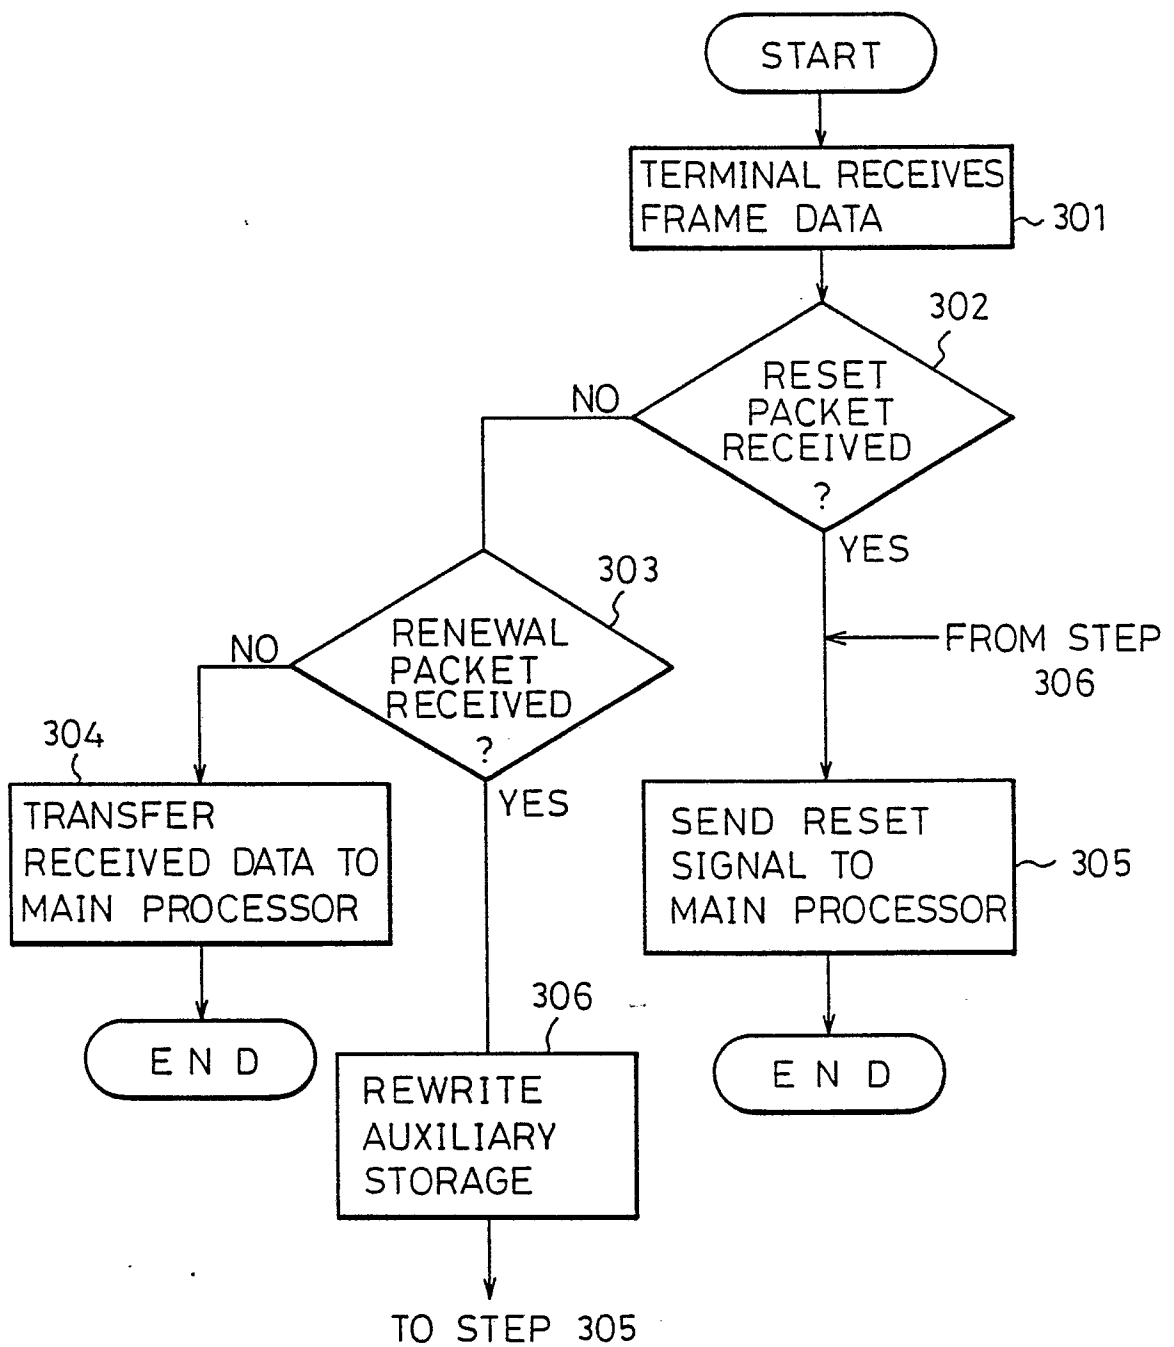 START
TERMINAL RECEIVES
FRAME DATA
301
302
RESET
PACKET
RECEIVED
?
NO
YES
303
RENEWAL
PACKET
RECEIVED
?
NO
YES
FROM STEP
306
304
TRANSFER
RECEIVED DATA TO
MAIN PROCESSOR
SEND RESET
SIGNAL TO
MAIN PROCESSOR
305
END
306
REWRITE
AUXILIARY
STORAGE
END
TO STEP 305